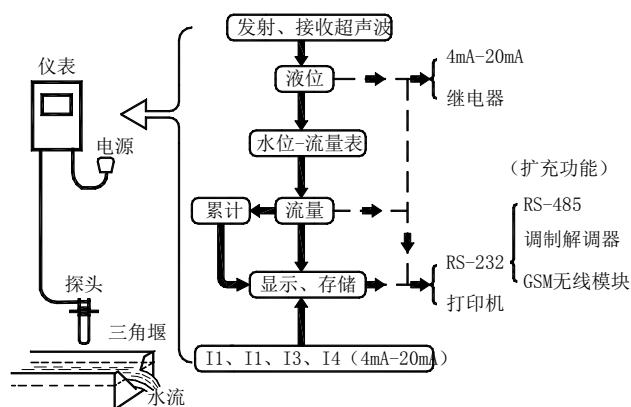 发射、接收超声波
仪表
液位
4mA-20mA
继电器
电源
水位-流量表
(扩充功能)
累计
流量
RS-485
调制解调器
GSM无线模块
RS-232
打印机
探头
显示、存储
三角堰
I1、I1、I3、I4(4mA-20mA)
水流